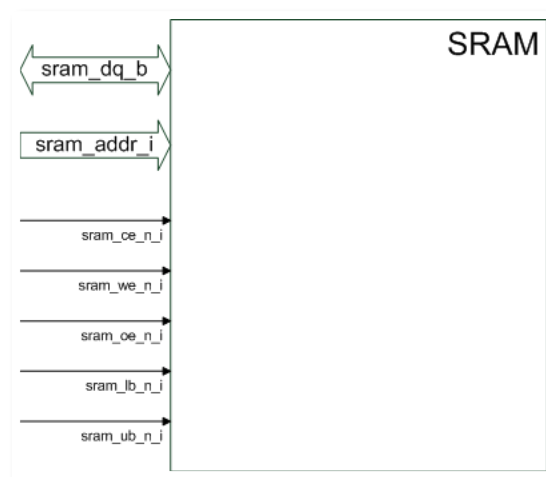 SRAM
sram_dq_b
sram_addr_i
sram_ce_n_i
sram_we_n_i
sram_oe_n_i
sram_lb_n_i
sram_ub_n_i